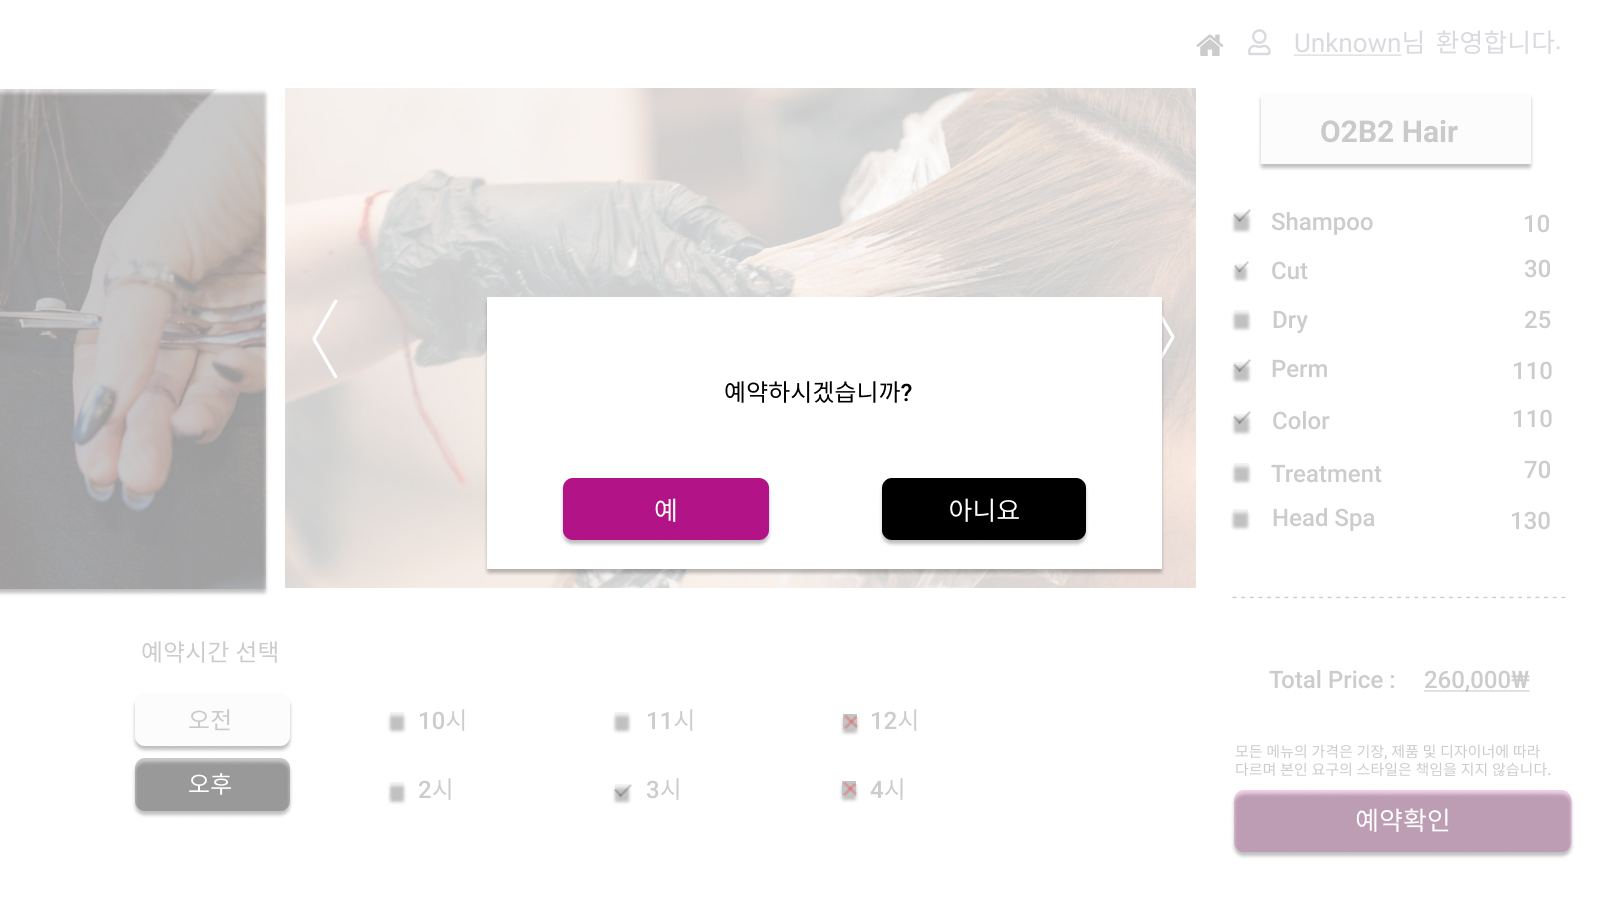 Unknown님 환영합니다.
O2B2 Hair
Shampoo 10
Cut 30
Dry 25
Perm 110
Color 110
Treatment 70
Head Spa 130
예약하시겠습니까?
예 아니요
예약시간 선택
오전 10시 11시 12시
오후 2시 3시 4시
Total Price : 260,000₩
모든 메뉴의 가격은 기장, 제품 및 디자이너에 따라
다르며 본인 요구의 스타일은 책임을 지지 않습니다.
예약확인